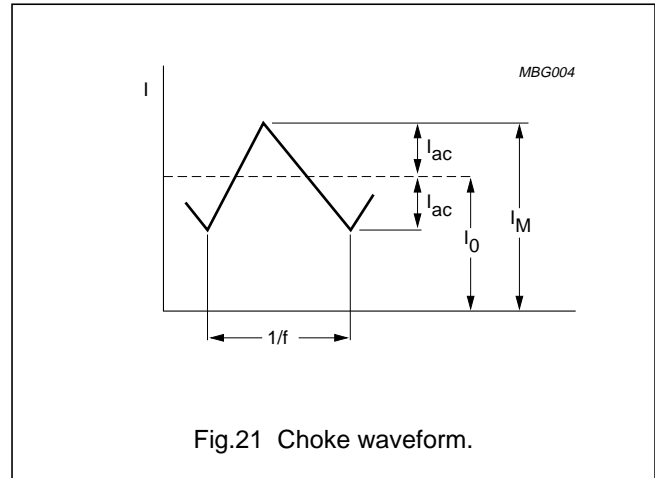 MBG004
I
I_ac
I_ac
I_0
I_M
1/f
Fig.21 Choke waveform.